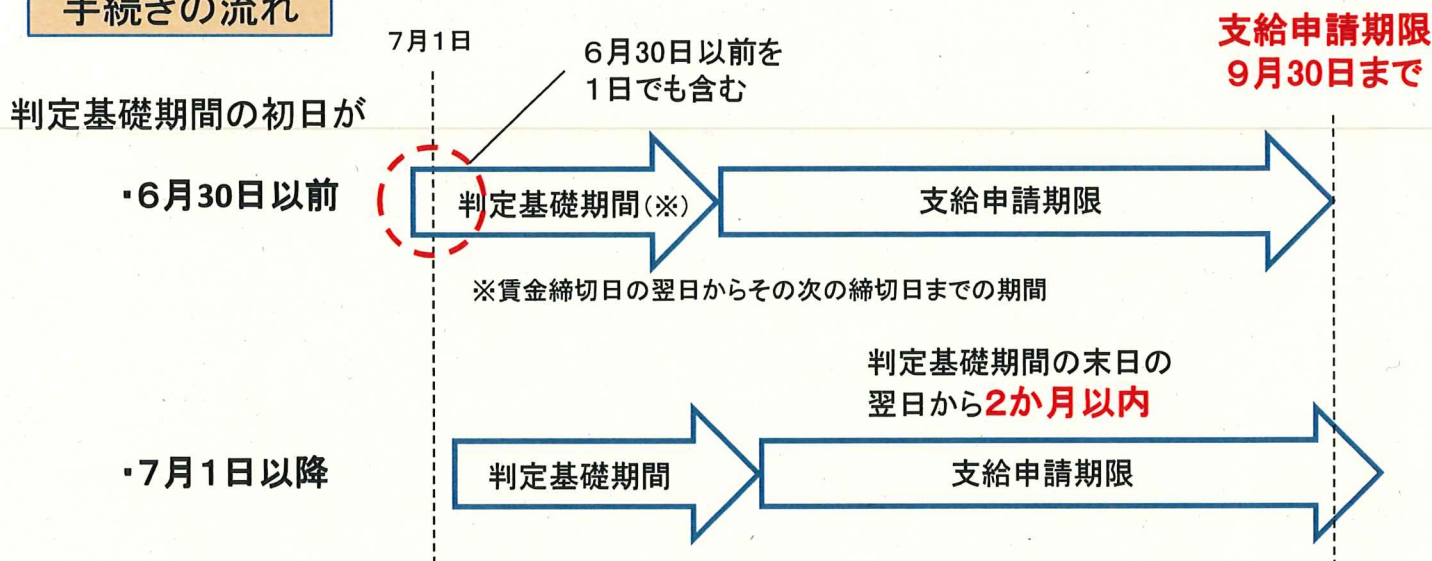 手続きの流れ
7月1日
6月30日以前を
1日でも含む
支給申請期限
9月30日まで
判定基礎期間の初日が
・6月30日以前
判定基礎期間(※)
支給申請期限
※賃金締切日の翌日からその次の締切日までの期間
判定基礎期間の末日の
翌日から2か月以内
・7月1日以降
判定基礎期間
支給申請期限